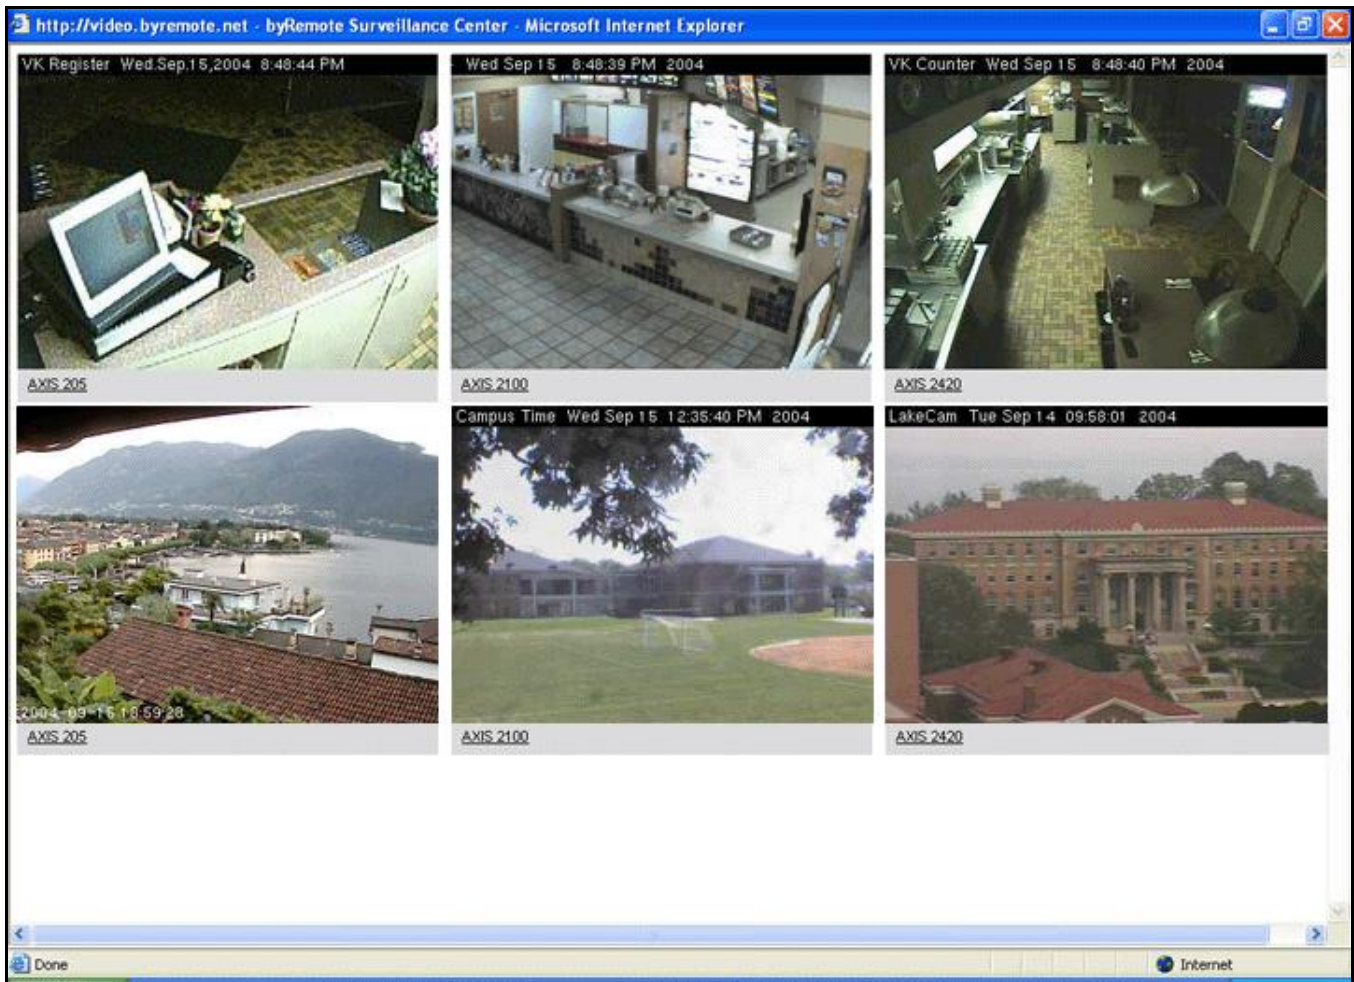 http://video.byremote.net - byRemote Surveillance Center - Microsoft Internet Explorer
VK Register Wed.Sep.15,2004 8:48:44 PM
Wed Sep 15 8:48:39 PM 2004
VK Counter Wed Sep 15 8:48:40 PM 2004
AXIS 205
AXIS 2100
AXIS 2420
Campus Time Wed Sep 15 12:35:40 PM 2004
LakeCam Tue Sep 14 09:58:01 2004
AXIS 205
AXIS 2100
AXIS 2420
Done
Internet